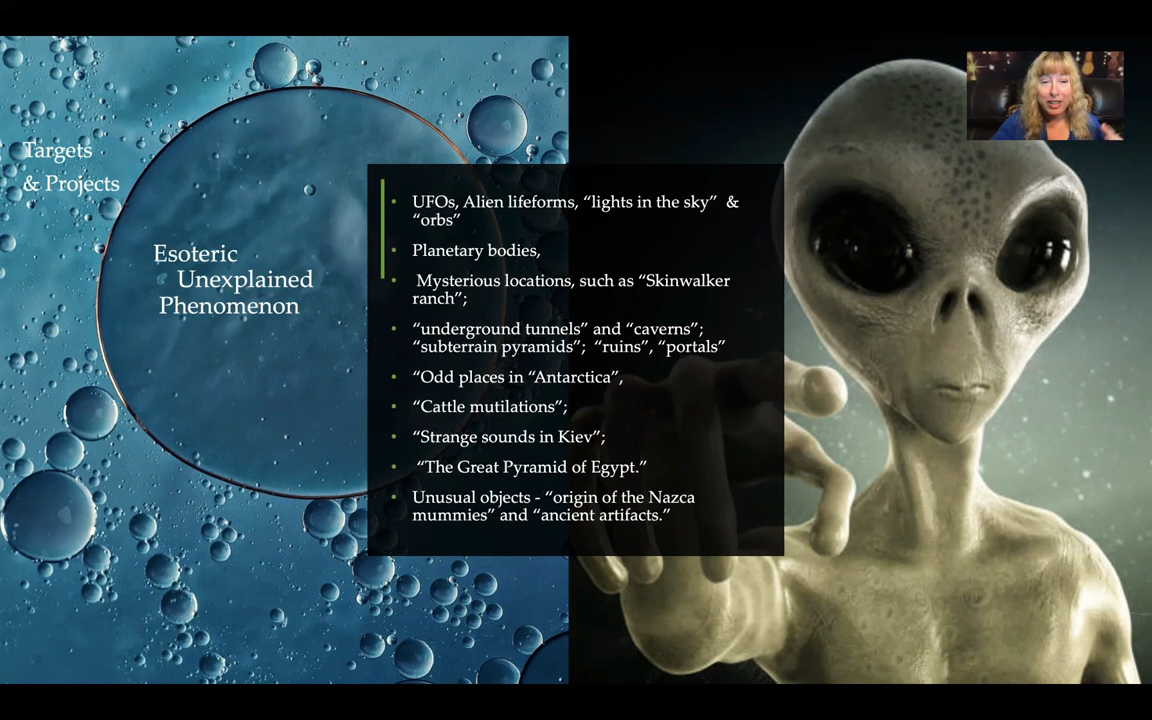 Targets
& Projects
Esoteric
Unexplained
Phenomenon
• UFOs, Alien lifeforms, “lights in the sky” &
“orbs”
• Planetary bodies,
• Mysterious locations, such as “Skinwalker
ranch”;
• “underground tunnels” and “caverns”;
“subterrain pyramids”; “ruins”, “portals”
• “Odd places in “Antarctica”,
• “Cattle mutilations”;
• “Strange sounds in Kiev”;
• “The Great Pyramid of Egypt.”
• Unusual objects - “origin of the Nazca
mummies” and “ancient artifacts.”